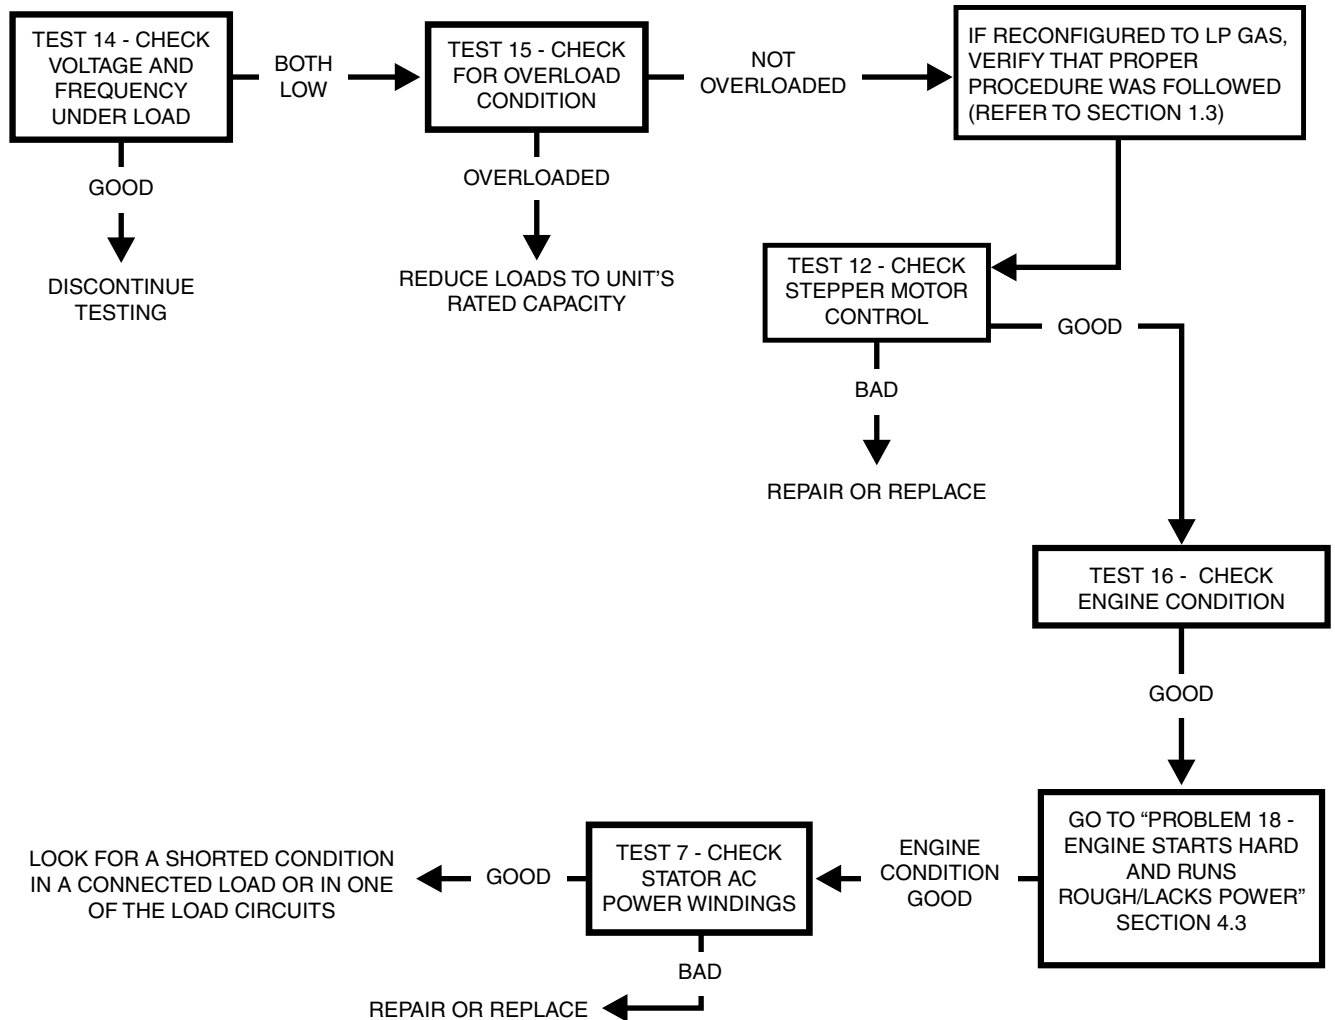 TEST 14 - CHECK
VOLTAGE AND
FREQUENCY
UNDER LOAD
BOTH
LOW
TEST 15 - CHECK
FOR OVERLOAD
CONDITION
NOT
OVERLOADED
IF RECONFIGURED TO LP GAS,
VERIFY THAT PROPER
PROCEDURE WAS FOLLOWED
(REFER TO SECTION 1.3)
GOOD
DISCONTINUE
TESTING
OVERLOADED
REDUCE LOADS TO UNIT’S
RATED CAPACITY
TEST 12 - CHECK
STEPPER MOTOR
CONTROL
GOOD
BAD
REPAIR OR REPLACE
TEST 16 -  CHECK
ENGINE CONDITION
GOOD
GO TO “PROBLEM 18 -
ENGINE STARTS HARD
AND RUNS
ROUGH/LACKS POWER”
SECTION 4.3
ENGINE
CONDITION
GOOD
TEST 7 - CHECK
STATOR AC
POWER WINDINGS
GOOD
LOOK FOR A SHORTED CONDITION
IN A CONNECTED LOAD OR IN ONE
OF THE LOAD CIRCUITS
BAD
REPAIR OR REPLACE